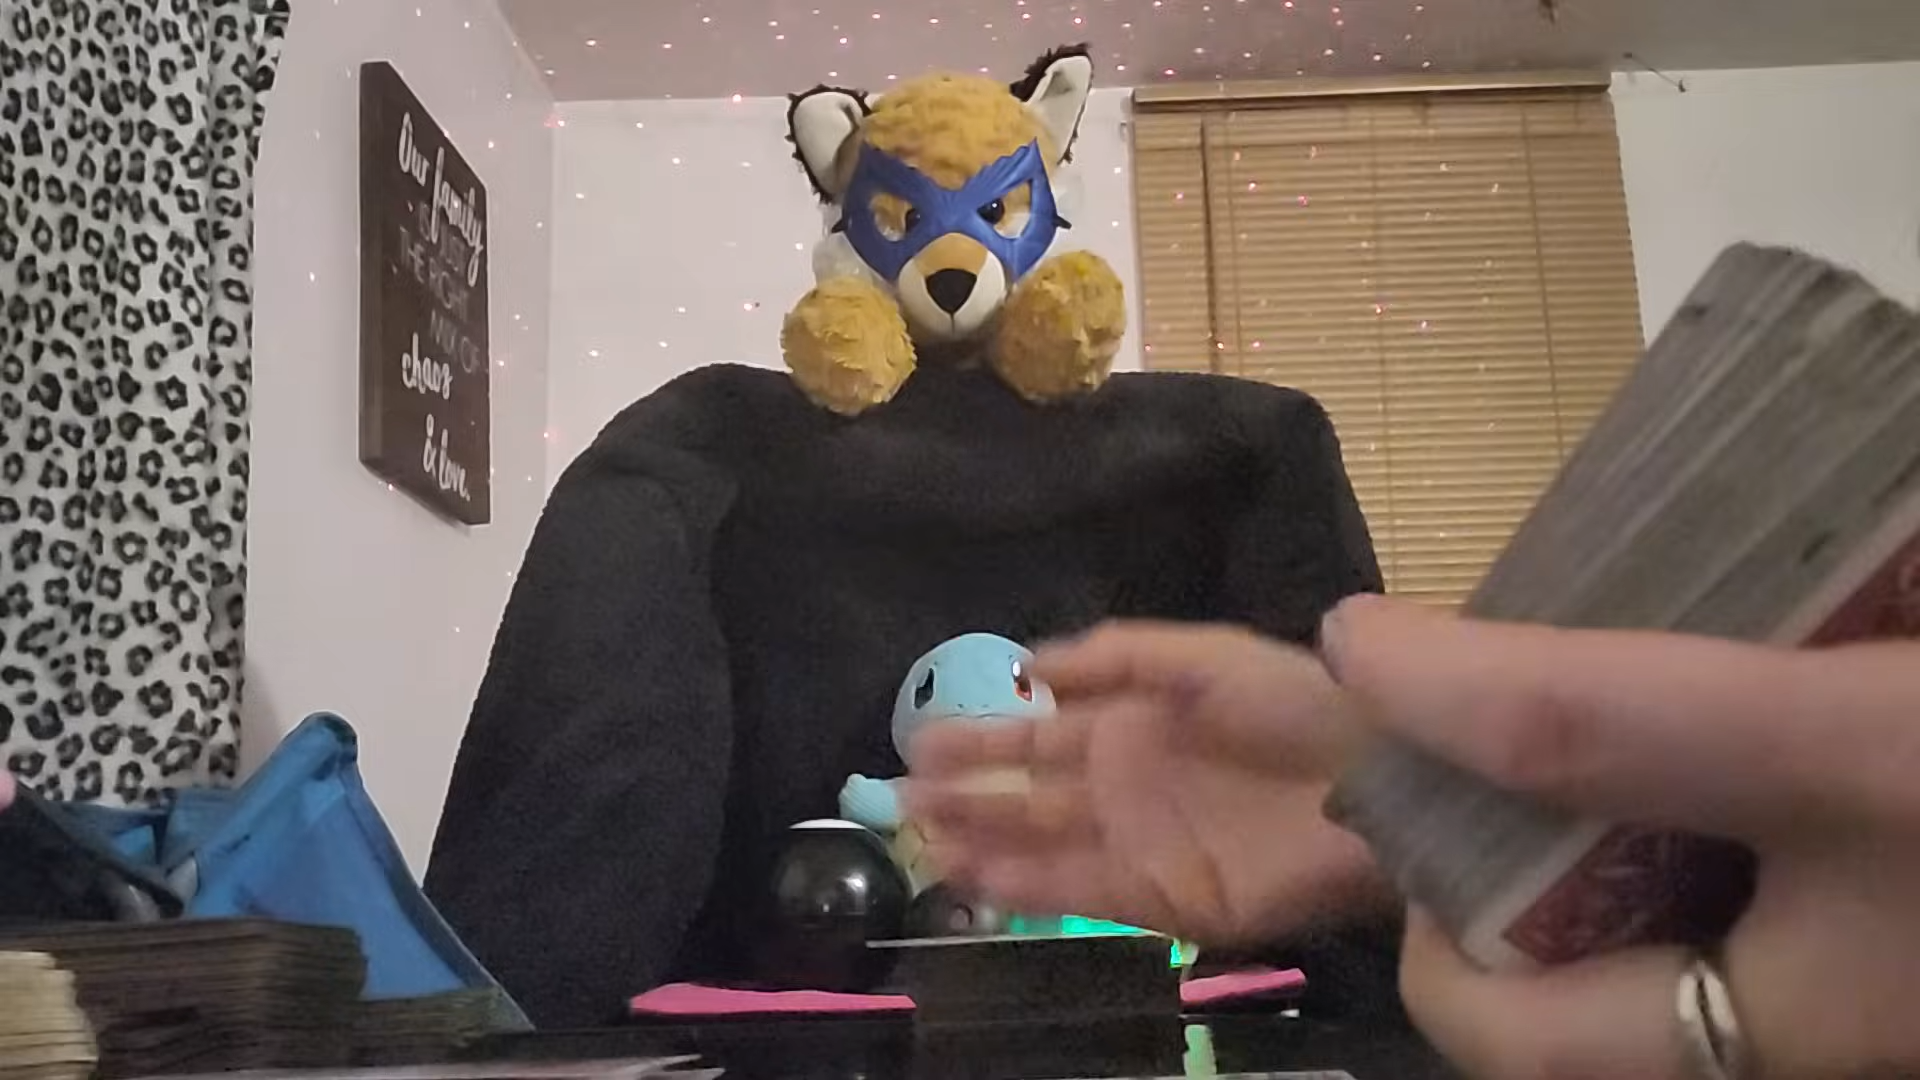 Our family
IS JUST
THE RIGHT
MIX OF
chaos
& love.